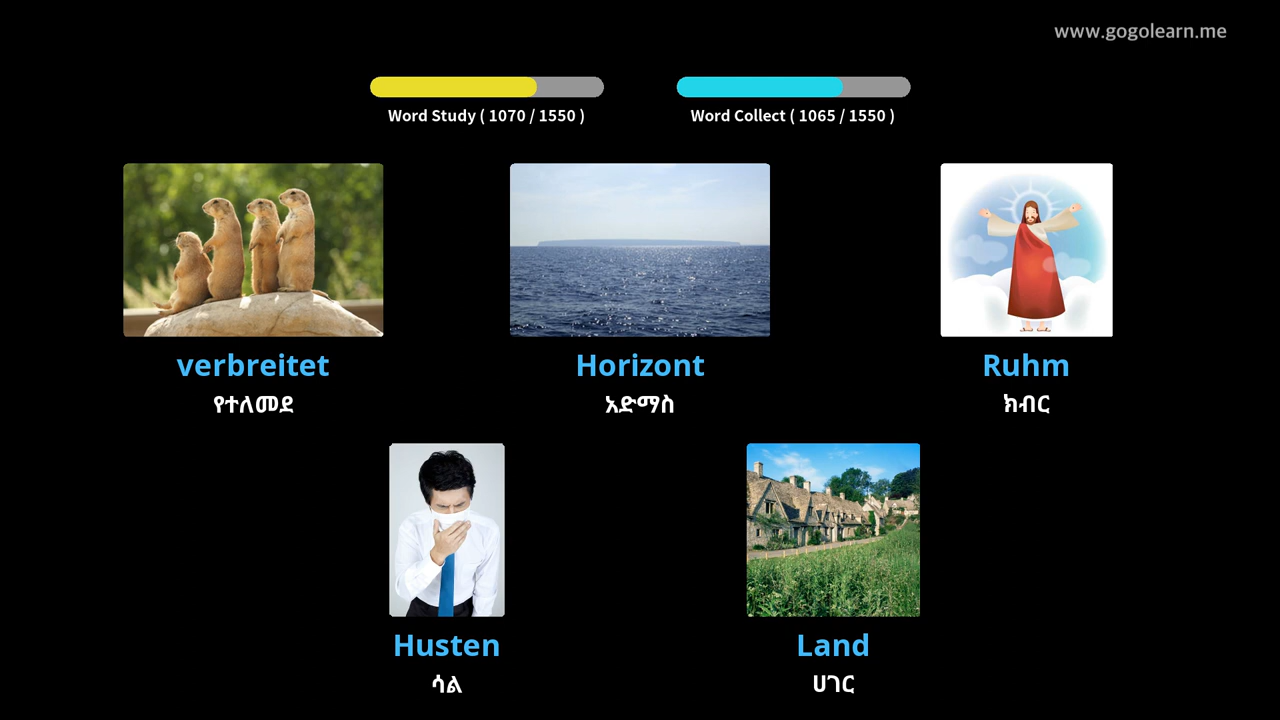 www.gogolearn.me
Word Study ( 1070 / 1550 )
Word Collect ( 1065 / 1550 )
verbreitet
የተለመደ
Horizont
አድማስ
Ruhm
ክብር
Husten
ሳል
Land
ሀገር